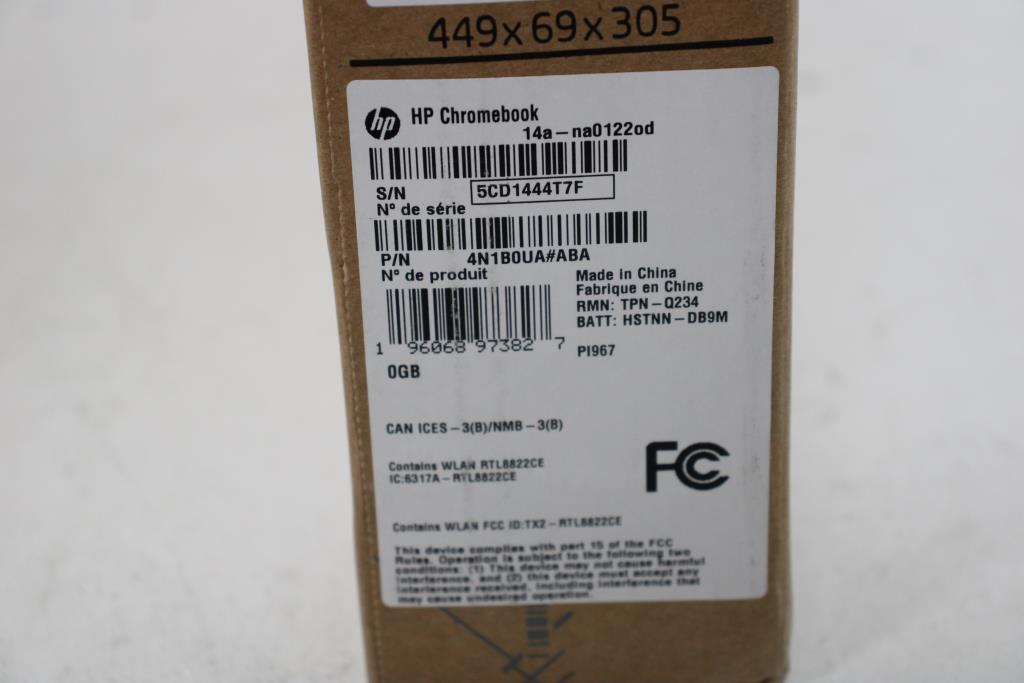 449x69x305
hp HP Chromebook
14a-na0122od
S/N 5CD1444T7F
N° de série
P/N 4N1B0UA#ABA
N° de produit
Made in China
Fabrique en Chine
RMN: TPN-Q234
BATT: HSTNN-DB9M
1 96068 97382 7
PI967
0GB
CAN ICES-3(B)/NMB-3(B)
Contains WLAN RTL8822CE
IC:6317A-RTL8822CE
FC
Contains WLAN FCC ID:TX2-RTL8822CE
This device complies with part 15 of the FCC
Rules. Operation is subject to the following two
conditions: (1) This device may not cause harmful
interference, and (2) this device must accept any
interference received, including interference that
may cause undesired operation.